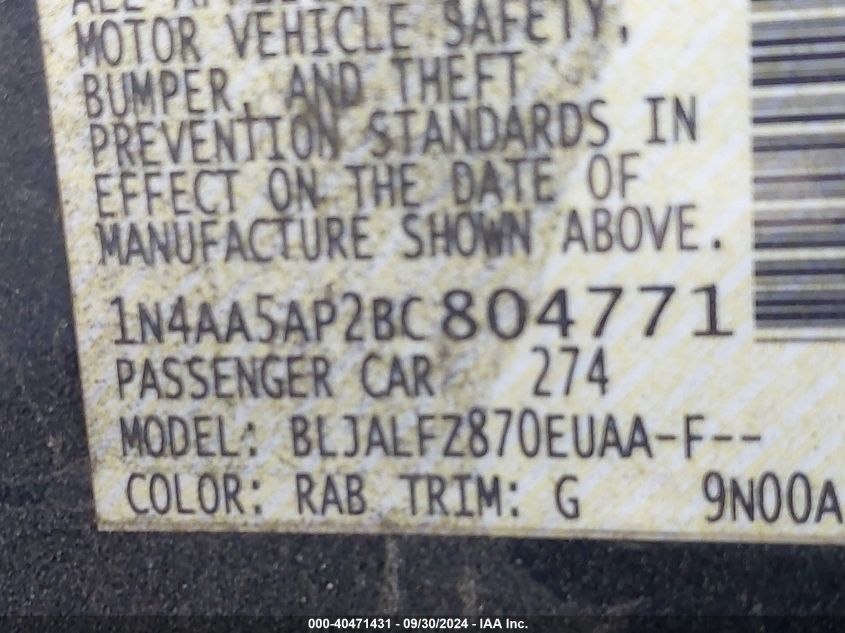 MOTOR VEHICLE SAFETY,
BUMPER, AND THEFT
PREVENTION STANDARDS IN
EFFECT ON THE DATE OF
MANUFACTURE SHOWN ABOVE.
1N4AA5AP2BC804771
PASSENGER CAR 274
MODEL: BLJALFZ870EUAA-F--
COLOR: RAB TRIM: G 9N00A
000-40471431 - 09/30/2024 - IAA Inc.